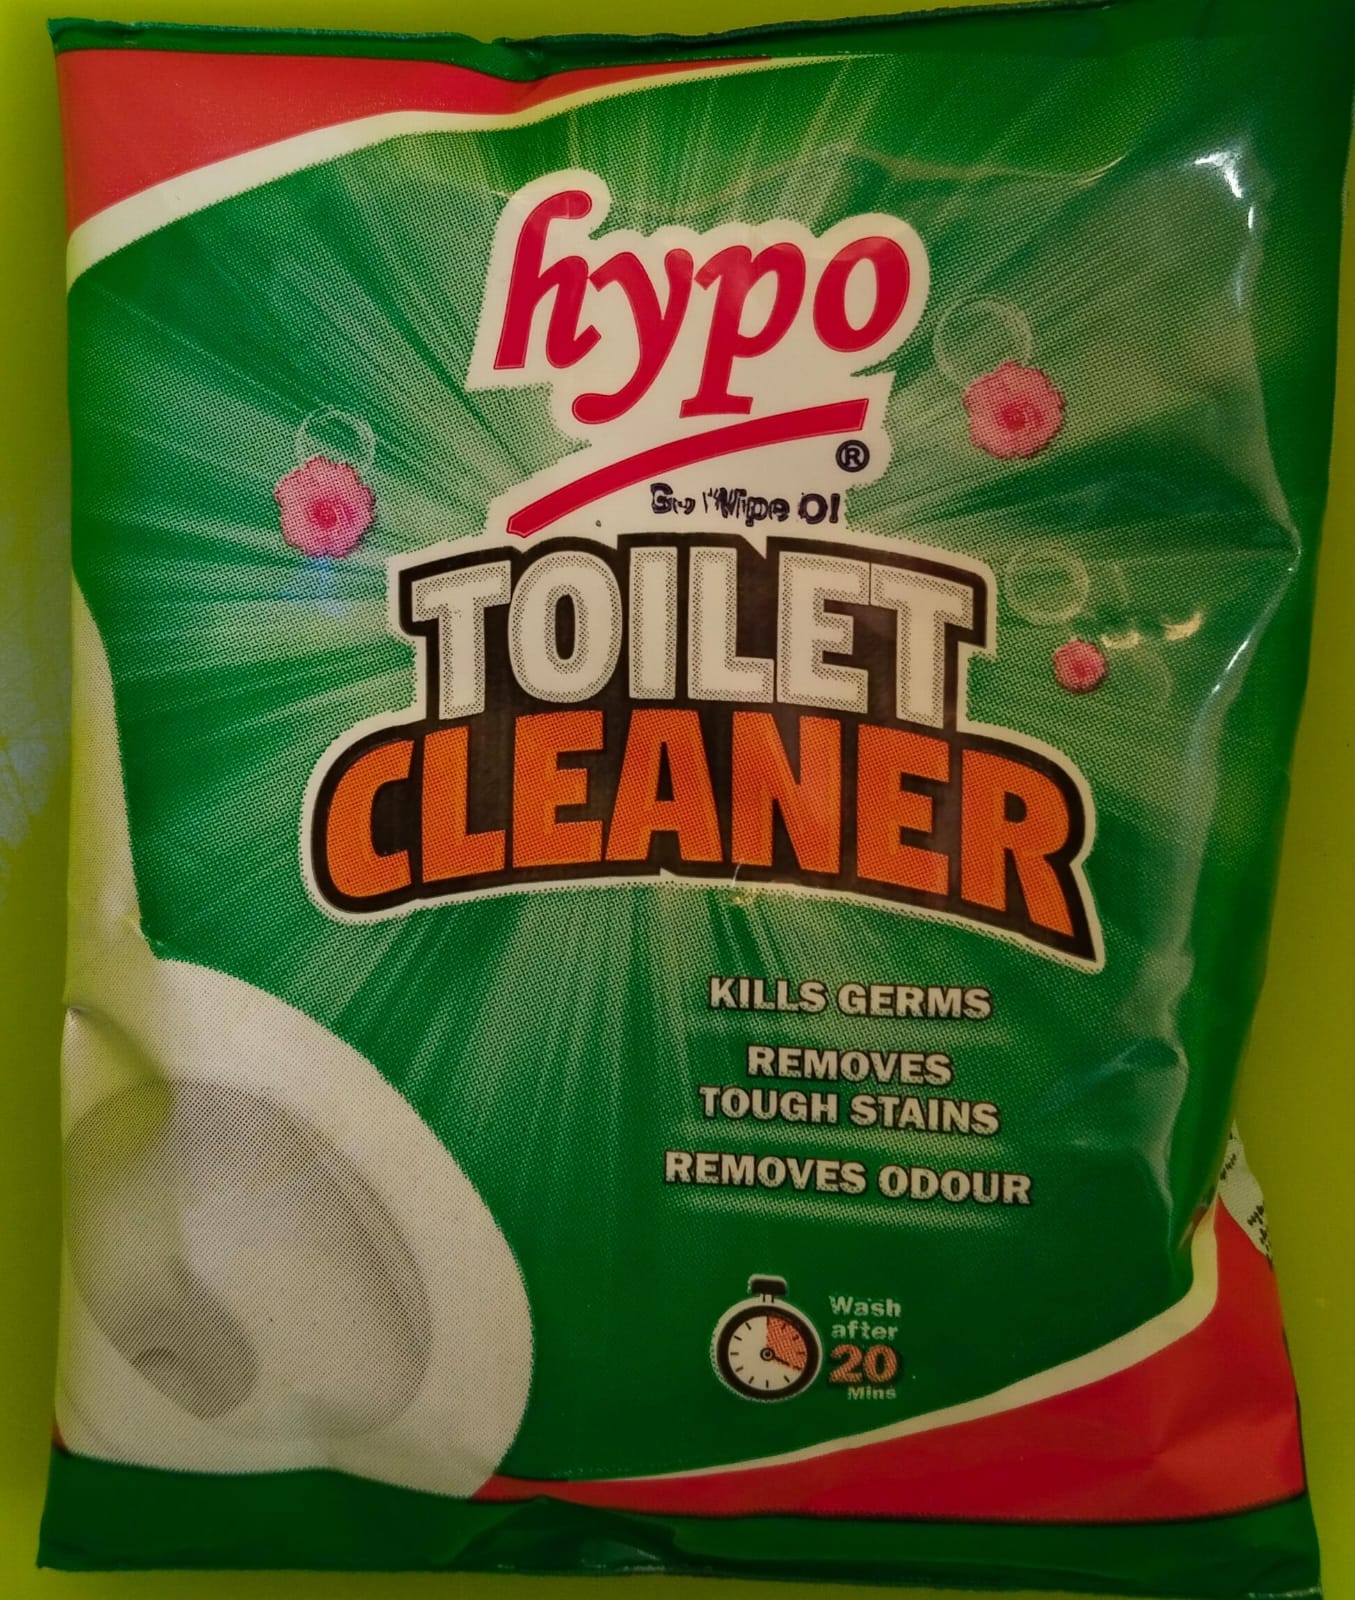 hypo
®
TOILET
CLEANER
KILLS GERMS
REMOVES
TOUGH STAINS
REMOVES ODOUR
Wash
after
20
Mins